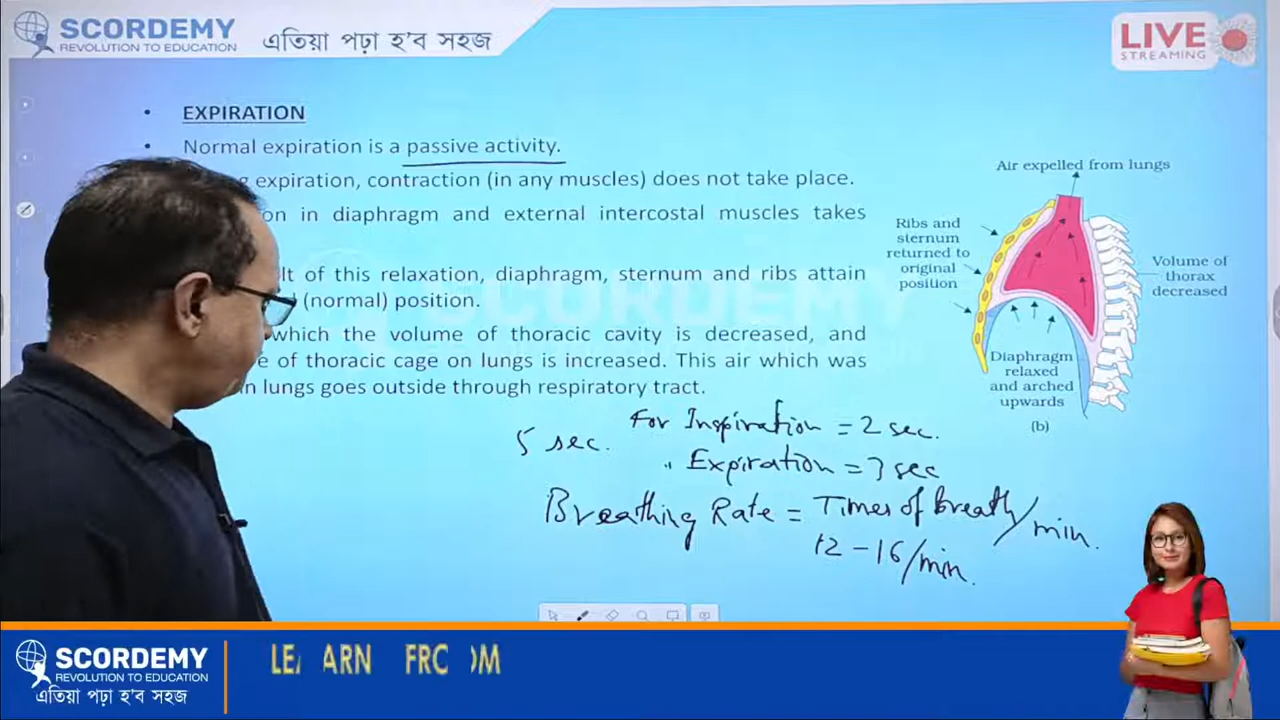 SCORDEMY
REVOLUTION TO EDUCATION
এতিয়া পঢ়া হ'ব সহজ
LIVE
STREAMING
• EXPIRATION
• Normal expiration is a passive activity.
expiration, contraction (in any muscles) does not take place.
in diaphragm and external intercostal muscles takes
of this relaxation, diaphragm, sternum and ribs attain
(normal) position.
which the volume of thoracic cavity is decreased, and
of thoracic cage on lungs is increased. This air which was
lungs goes outside through respiratory tract.
Air expelled from lungs
Ribs and
sternum
returned to
original
position
Volume of
thorax
decreased
Diaphragm
relaxed
and arched
upwards
(b)
For Inspiration = 2 sec.
5 sec.
" Expiration = 3 sec
Breathing Rate = Times of breath/min.
12 - 16/min.
SCORDEMY
REVOLUTION TO EDUCATION
এতিয়া পঢ়া হ'ব সহজ
LEARN FROM